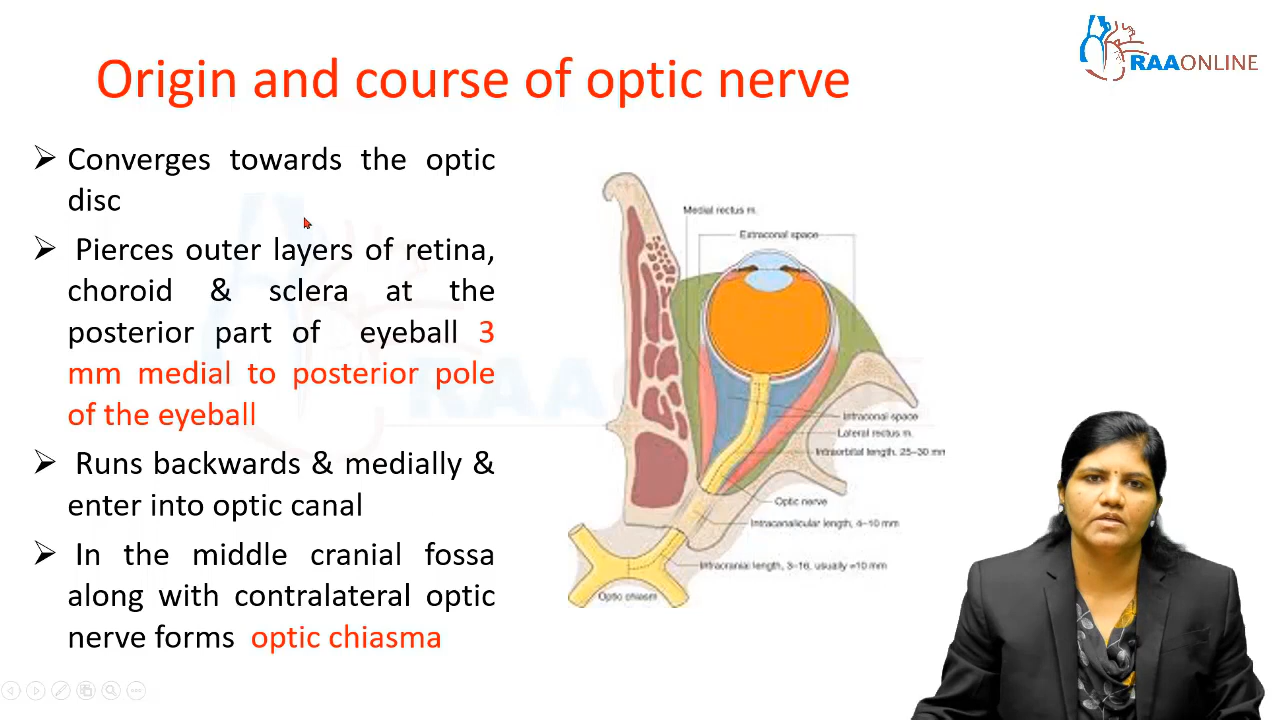 RAAONLINE
Origin and course of optic nerve
➢ Converges towards the optic
disc
➢ Pierces outer layers of retina,
choroid & sclera at the
posterior part of eyeball 3
mm medial to posterior pole
of the eyeball
➢ Runs backwards & medially &
enter into optic canal
➢ In the middle cranial fossa
along with contralateral optic
nerve forms optic chiasma
Medial rectus m.
Extraconal space
Intraconal space
Lateral rectus m.
Intraorbital length, 25–30 mm
Optic nerve
Intracanalicular length, 4–10 mm
Intracranial length, 3–16, usually =10 mm
Optic chiasm
RAAONLINE